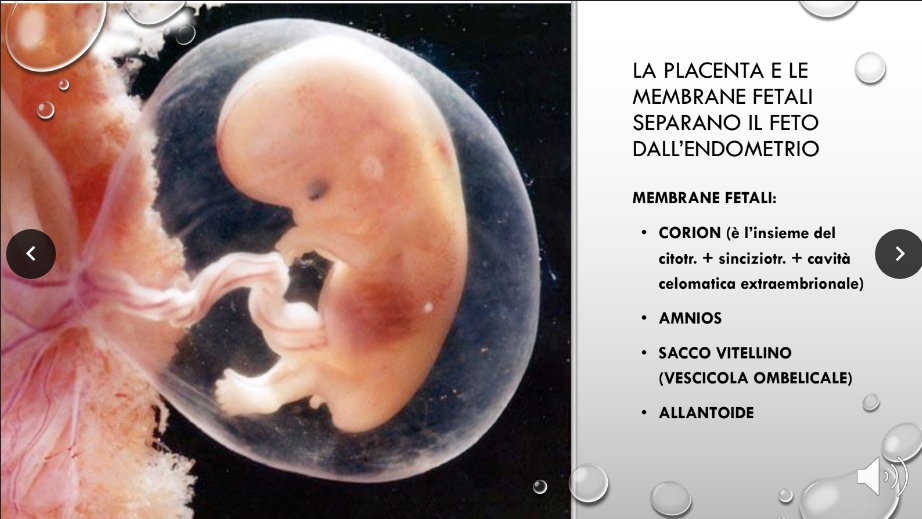 LA PLACENTA E LE
MEMBRANE FETALI
SEPARANO IL FETO
DALL'ENDOMETRIO
MEMBRANE FETALI:
• CORION (è l'insieme del
citotr. + sinciziotr. + cavità
celomatica extraembrionale)
• AMNIOS
• SACCO VITELLINO
(VESCICOLA OMBELICALE)
• ALLANTOIDE